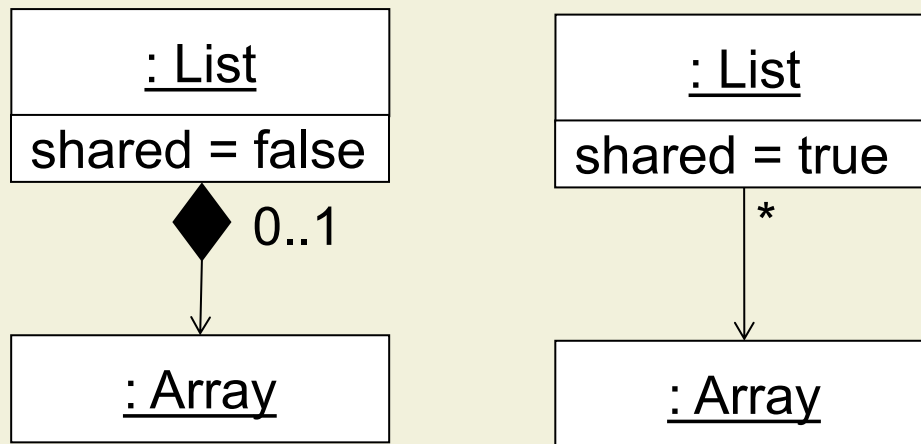 : List
shared = false
0..1
: Array
: List
shared = true
*
: Array